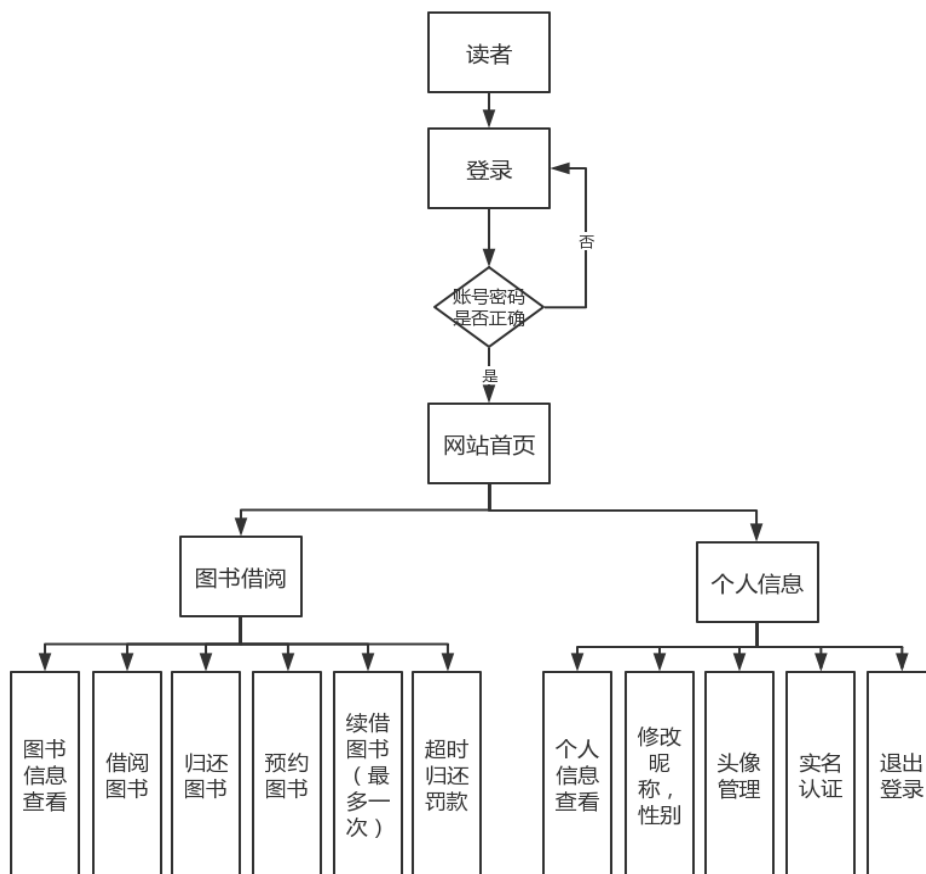 读者
登录
否
账号密码
是否正确
是
网站首页
图书借阅
个人信息
图书
信息
查看
借阅
图书
归还
图书
预约
图书
续借
图书
（最
多一
次）
超时
归还
罚款
个人
信息
查看
修改
昵
称，
性别
头像
管理
实名
认证
退出
登录